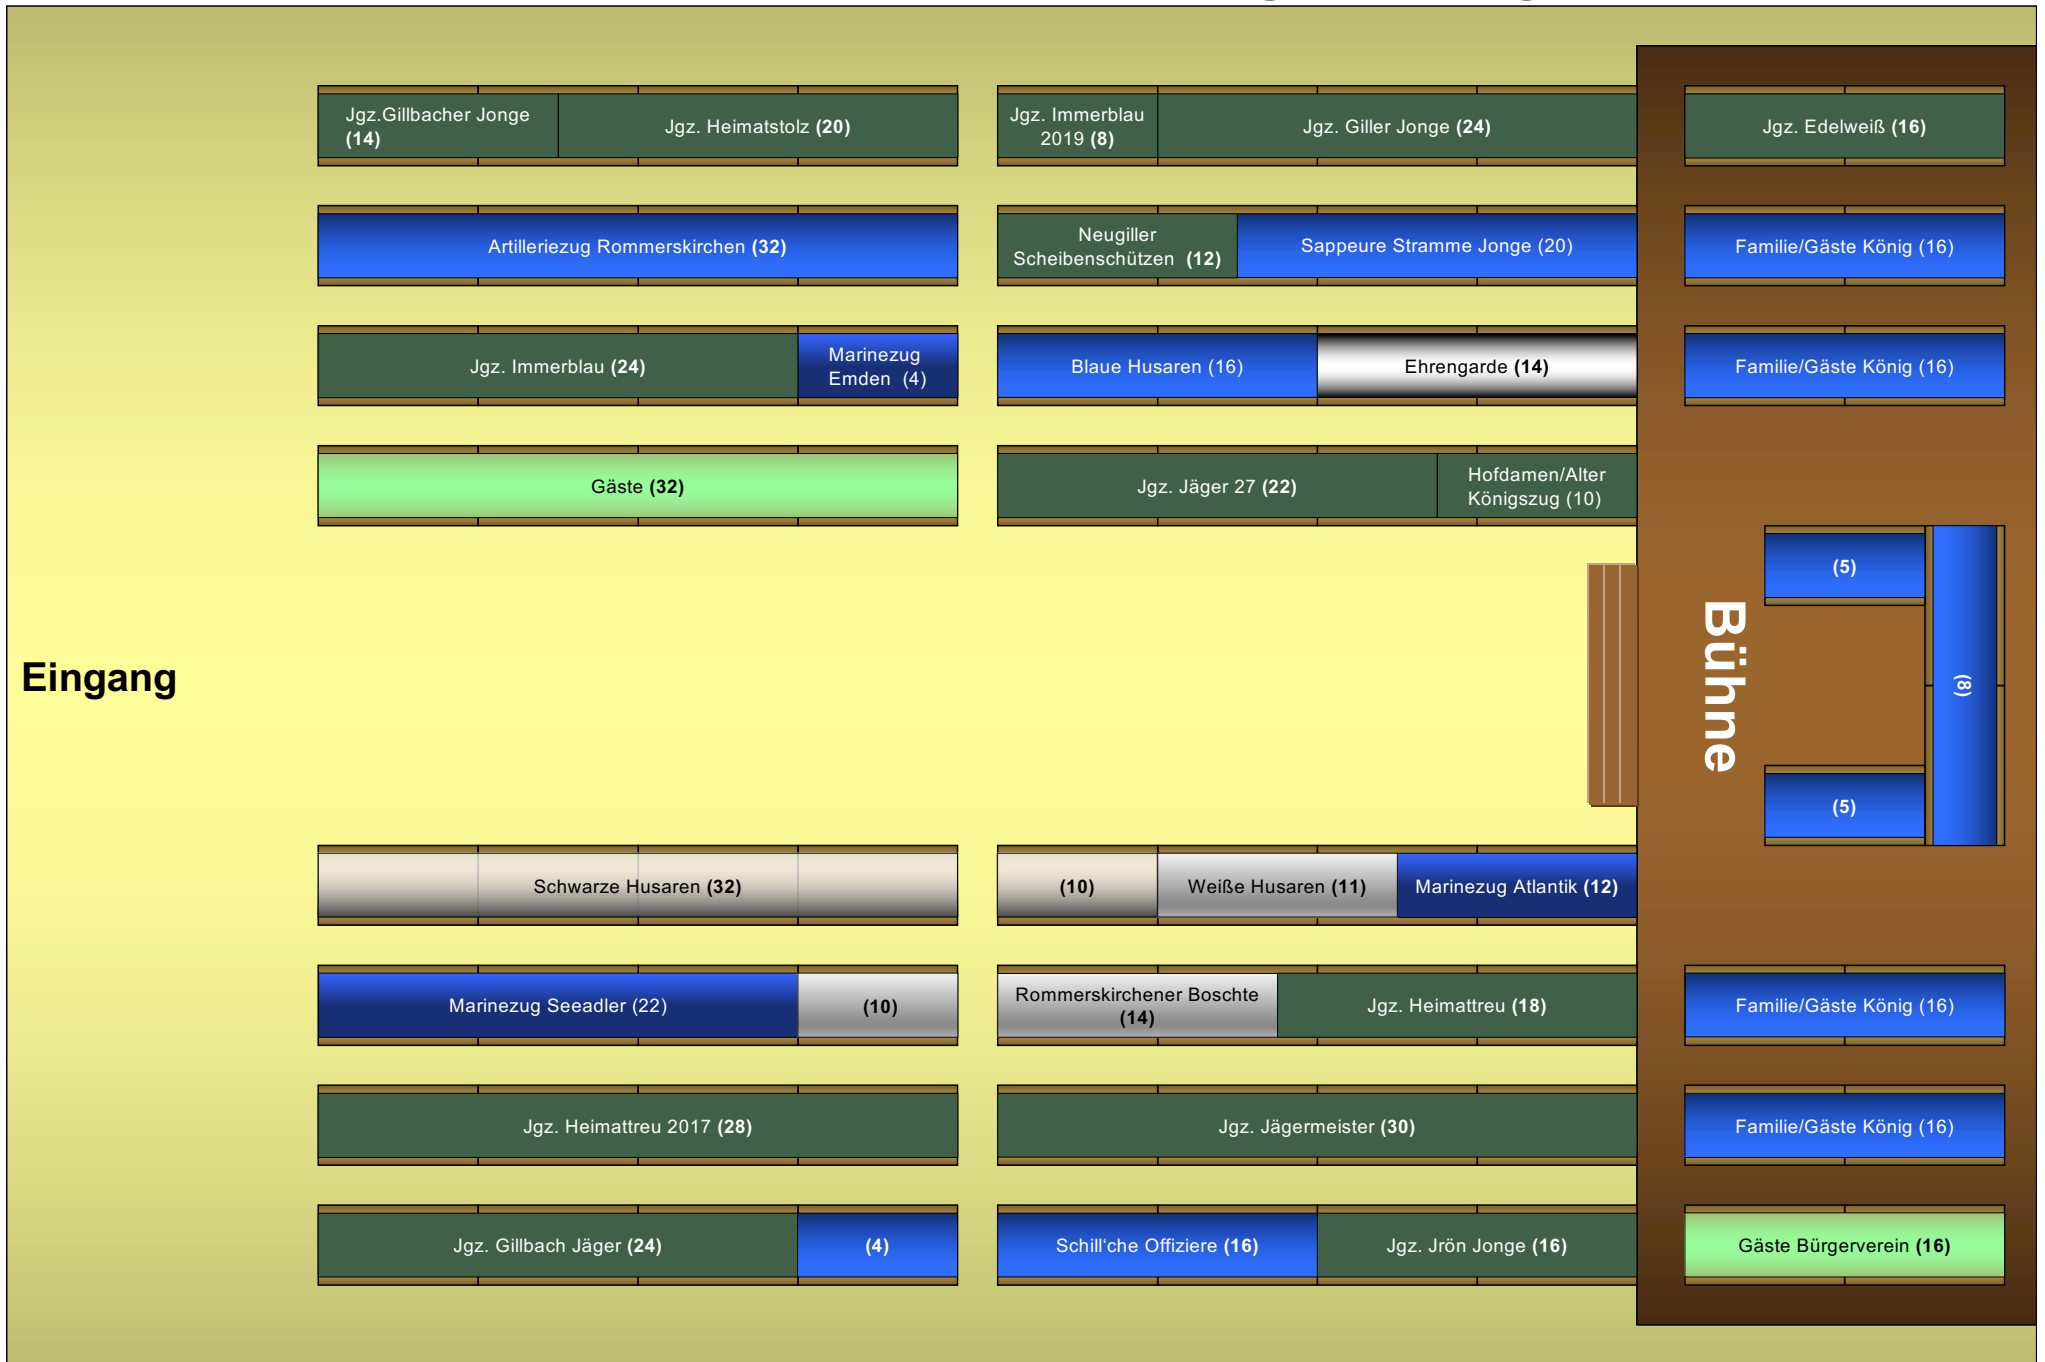 Jgz.Gillbacher Jonge
(14)
Jgz. Heimatstolz (20)
Jgz. Immerblau
2019 (8)
Jgz. Giller Jonge (24)
Jgz. Edelweiß (16)
Artilleriezug Rommerskirchen (32)
Neugiller
Scheibenschützen (12)
Sappeure Stramme Jonge (20)
Familie/Gäste König (16)
Jgz. Immerblau (24)
Marinezug
Emden (4)
Blaue Husaren (16)
Ehrengarde (14)
Familie/Gäste König (16)
Gäste (32)
Jgz. Jäger 27 (22)
Hofdamen/Alter
Königszug (10)
(5)
Eingang
Bühne
(8)
(5)
Schwarze Husaren (32)
(10)
Weiße Husaren (11)
Marinezug Atlantik (12)
Marinezug Seeadler (22)
(10)
Rommerskirchener Boschte
(14)
Jgz. Heimattreu (18)
Familie/Gäste König (16)
Jgz. Heimattreu 2017 (28)
Jgz. Jägermeister (30)
Familie/Gäste König (16)
Jgz. Gillbach Jäger (24)
(4)
Schill‘che Offiziere (16)
Jgz. Jrön Jonge (16)
Gäste Bürgerverein (16)